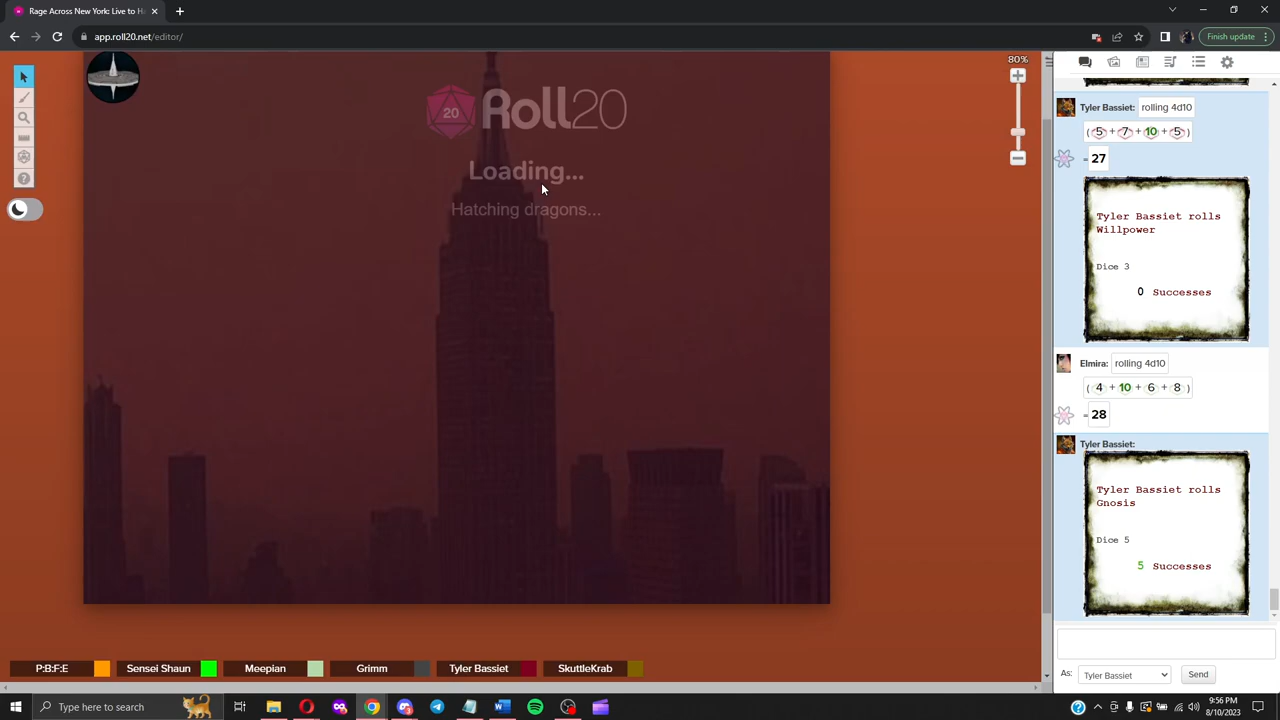 Rage Across New York: Live to H
app.roll20.net/editor/
Finish update
20
Roll20
Loading...
Hatching dragons...
80%
Tyler Bassiet: rolling 4d10
( 5 + 7 + 10 + 5 )
= 27
Tyler Bassiet rolls
Willpower
Dice 3
0 Successes
Elmira: rolling 4d10
( 4 + 10 + 6 + 8 )
= 28
Tyler Bassiet:
Tyler Bassiet rolls
Gnosis
Dice 5
5 Successes
P:B:F:E
Sensei Shaun
Meepian
Grimm
Tyler Bassiet
SkuttleKrab
As: Tyler Bassiet Send
Type here to search
9:56 PM
8/10/2023